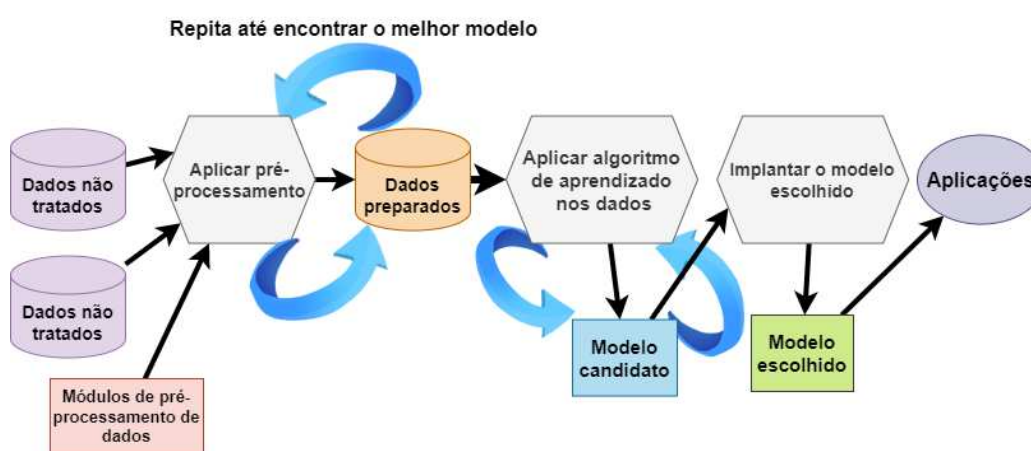 Repita até encontrar o melhor modelo
Dados não
tratados
Aplicar pré-
processamento
Dados
preparados
Aplicar algoritmo
de aprendizado
nos dados
Implantar o modelo
escolhido
Aplicações
Dados não
tratados
Módulos de pré-
processamento de
dados
Modelo
candidato
Modelo
escolhido